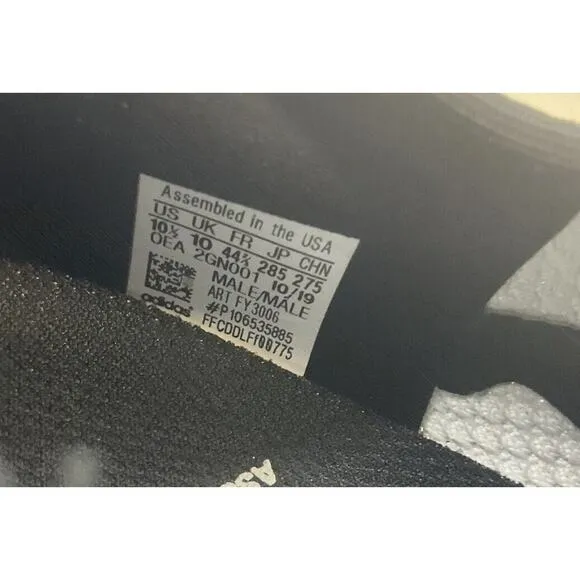 Assembled in the USA
US UK FR JP CHN
10½ 10 44⅔ 285 275
OEA 2GN001 10/19
MALE/MÂLE
ART FY3006
#P106535885
FFCDDLFf00775
adidas